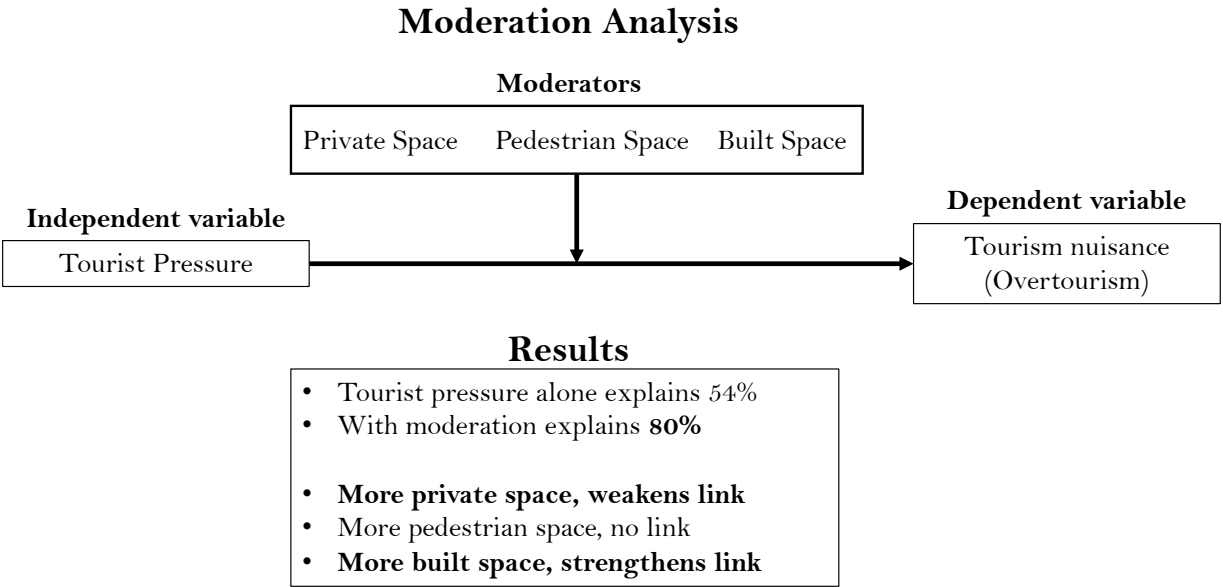 Moderation Analysis
Moderators
Private Space Pedestrian Space Built Space
Independent variable
Tourist Pressure
Dependent variable
Tourism nuisance
(Overtourism)
Results
• Tourist pressure alone explains 54%
• With moderation explains 80%
• More private space, weakens link
• More pedestrian space, no link
• More built space, strengthens link